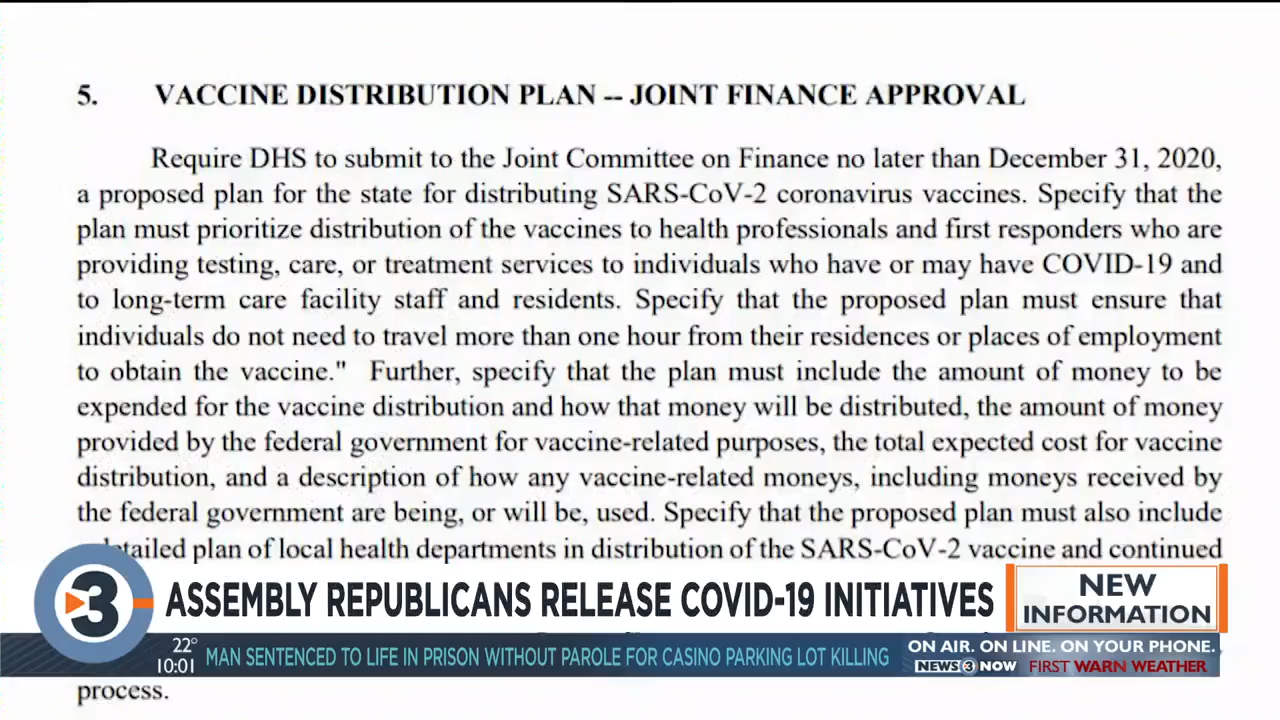 5. VACCINE DISTRIBUTION PLAN -- JOINT FINANCE APPROVAL
Require DHS to submit to the Joint Committee on Finance no later than December 31, 2020,
a proposed plan for the state for distributing SARS-CoV-2 coronavirus vaccines. Specify that the
plan must prioritize distribution of the vaccines to health professionals and first responders who are
providing testing, care, or treatment services to individuals who have or may have COVID-19 and
to long-term care facility staff and residents. Specify that the proposed plan must ensure that
individuals do not need to travel more than one hour from their residences or places of employment
to obtain the vaccine." Further, specify that the plan must include the amount of money to be
expended for the vaccine distribution and how that money will be distributed, the amount of money
provided by the federal government for vaccine-related purposes, the total expected cost for vaccine
distribution, and a description of how any vaccine-related moneys, including moneys received by
the federal government are being, or will be, used. Specify that the proposed plan must also include
plan of local health departments in distribution of the SARS-CoV-2 vaccine and continued
3
ASSEMBLY REPUBLICANS RELEASE COVID-19 INITIATIVES
NEW
INFORMATION
22°
10:01
MAN SENTENCED TO LIFE IN PRISON WITHOUT PAROLE FOR CASINO PARKING LOT KILLING
ON AIR. ON LINE. ON YOUR PHONE.
NEWS 3 NOW FIRST WARN WEATHER
process.